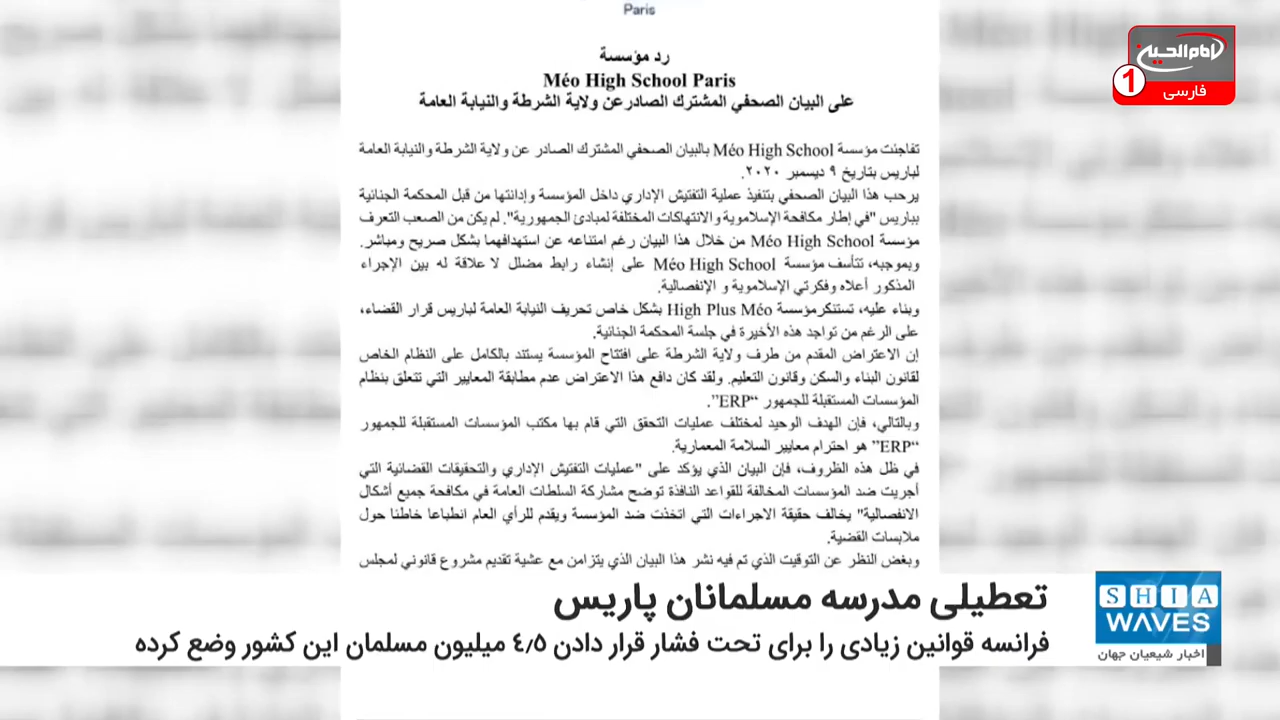 Paris
رد مؤسسة
Méo High School Paris
على البيان الصحفي المشترك الصادرعن ولاية الشرطة والنيابة العامة
تفاجئت مؤسسة Méo High School بالبيان الصحفي المشترك الصادر عن ولاية الشرطة والنيابة العامة
لباريس بتاريخ ٩ ديسمبر ٢٠٢٠.
يرحب هذا البيان الصحفي بتنفيذ عملية التفتيش الإداري داخل المؤسسة وإدانتها من قبل المحكمة الجنائية
بباريس "في إطار مكافحة الإسلاموية والانتهاكات المختلفة لمبادئ الجمهورية". لم يكن من الصعب التعرف
مؤسسة Méo High School من خلال هذا البيان رغم امتناعه عن استهدافهما بشكل صريح ومباشر.
وبموجبه، تتأسف مؤسسة Méo High School على إنشاء رابط مضلل لا علاقة له بين الإجراء
المذكور أعلاه وفكرتي الإسلاموية و الإنفصالية.
وبناء عليه، تستنكرمؤسسة High Plus Méo بشكل خاص تحريف النيابة العامة لباريس قرار القضاء،
على الرغم من تواجد هذه الأخيرة في جلسة المحكمة الجنائية.
إن الاعتراض المقدم من طرف ولاية الشرطة على افتتاح المؤسسة يستند بالكامل على النظام الخاص
لقانون البناء والسكن وقانون التعليم. ولقد كان دافع هذا الاعتراض عدم مطابقة المعايير التي تتعلق بنظام
المؤسسات المستقبلة للجمهور “ERP”.
وبالتالي، فإن الهدف الوحيد لمختلف عمليات التحقق التي قام بها مكتب المؤسسات المستقبلة للجمهور
“ERP” هو احترام معايير السلامة المعمارية.
في ظل هذه الظروف، فإن البيان الذي يؤكد على "عمليات التفتيش الإداري والتحقيقات القضائية التي
أجريت ضد المؤسسات المخالفة للقواعد النافذة توضح مشاركة السلطات العامة في مكافحة جميع أشكال
الانفصالية" يخالف حقيقة الاجراءات التي اتخذت ضد المؤسسة ويقدم للرأي العام انطباعا خاطئا حول
ملابسات القضية.
وبغض النظر عن التوقيت الذي تم فيه نشر هذا البيان الذي يتزامن مع عشية تقديم مشروع قانوني لمجلس
امام الحسین
1
فارسی
تعطیلی مدرسه مسلمانان پاریس
فرانسه قوانین زیادی را برای تحت فشار قرار دادن ۴٫۵ میلیون مسلمان این کشور وضع کرده
SHIA
WAVES
اخبار شیعیان جهان